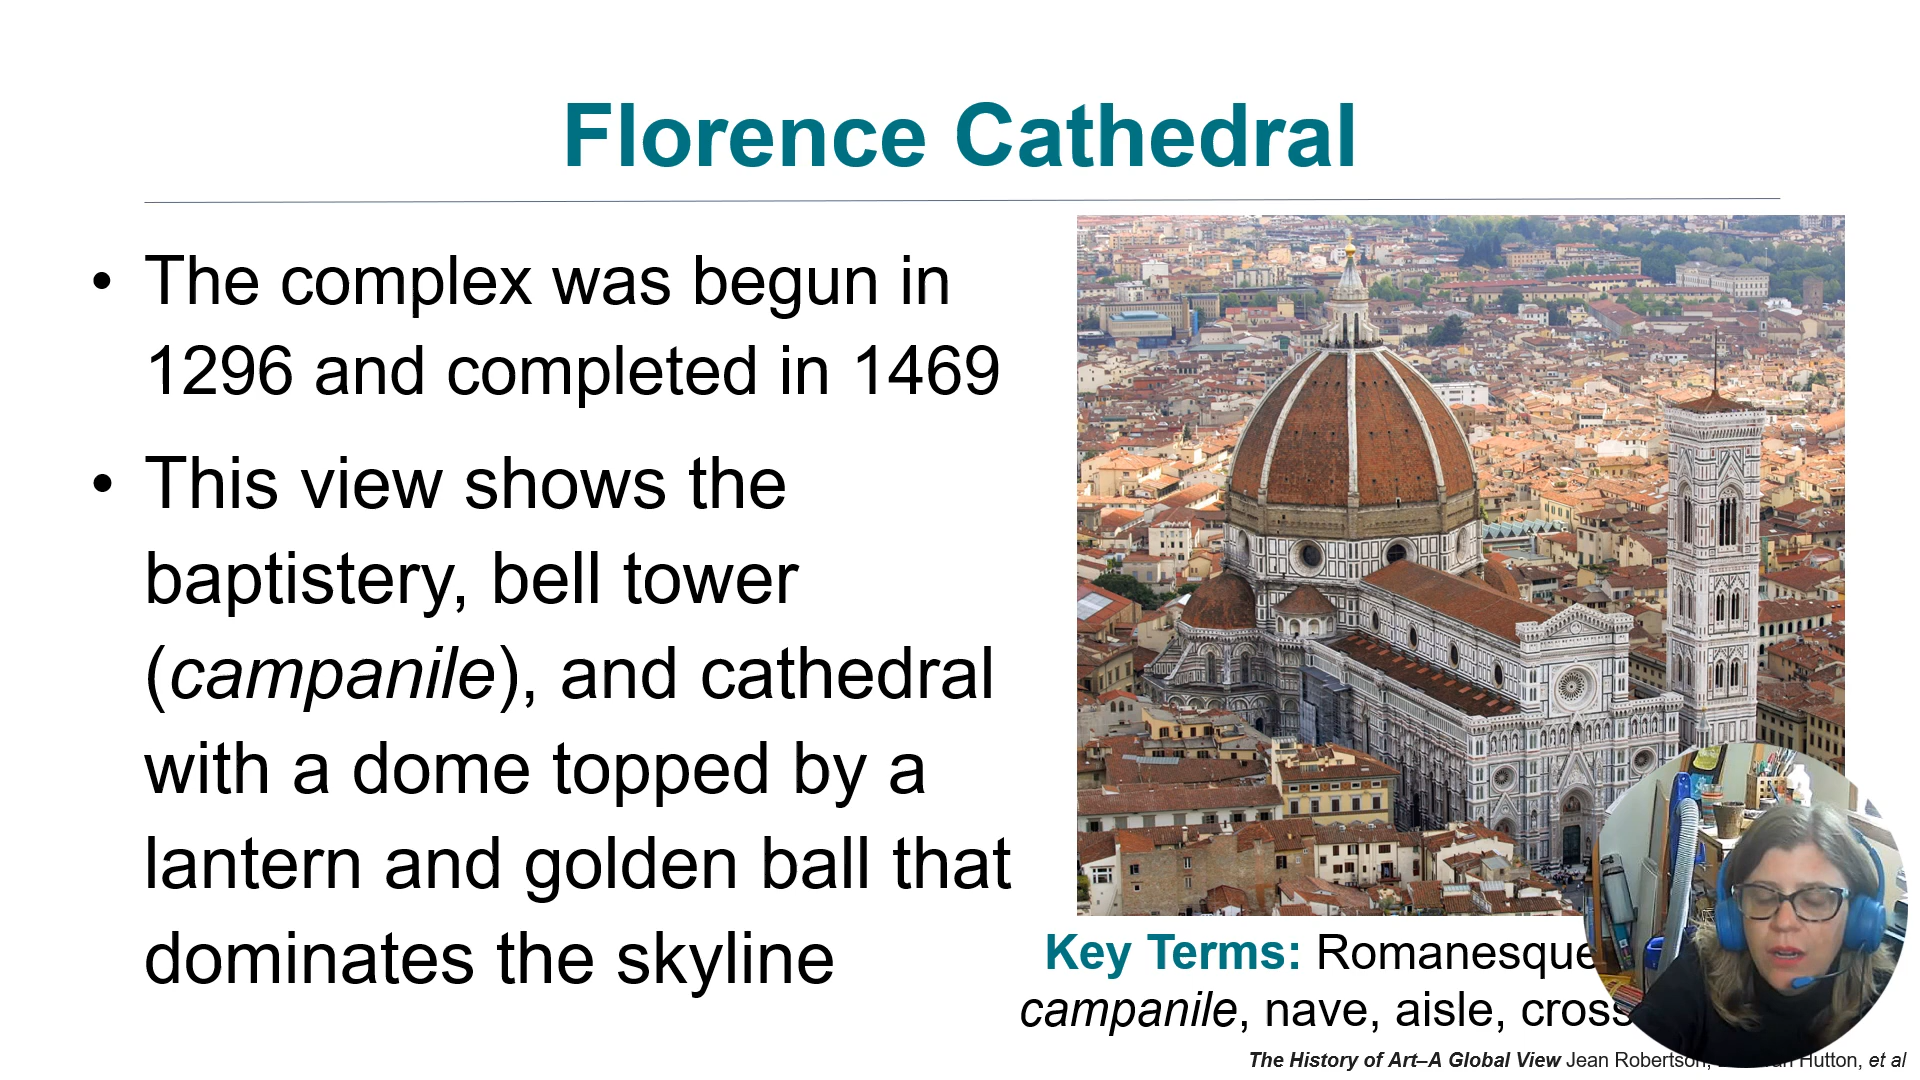 Florence Cathedral
• The complex was begun in
1296 and completed in 1469
• This view shows the
baptistery, bell tower
(campanile), and cathedral
with a dome topped by a
lantern and golden ball that
dominates the skyline
Key Terms: Romanesque
campanile, nave, aisle,
The History of Art–A Global View Jean Robertson, Hutton, et al